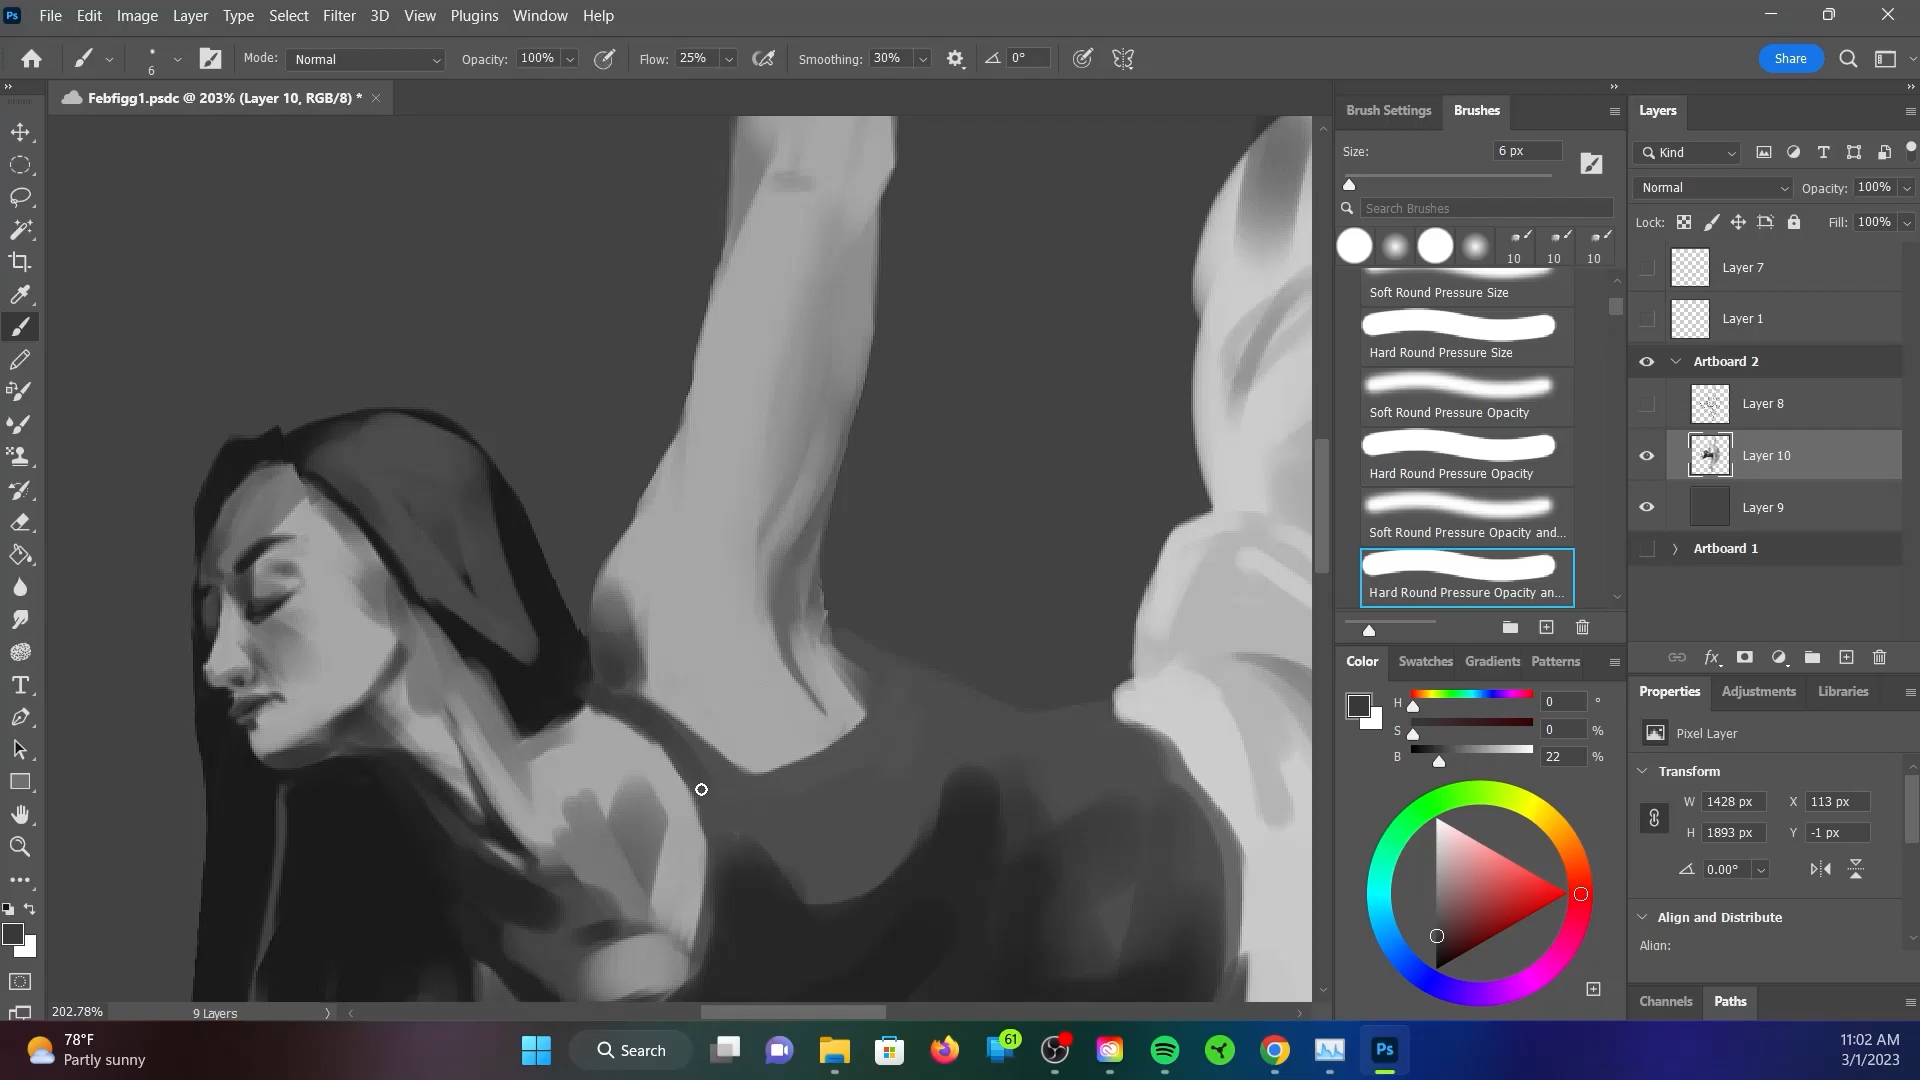 Ps File Edit Image Layer Type Select Filter 3D View Plugins Window Help
6 Mode: Normal Opacity: 100% Flow: 25% Smoothing: 30% 0° Share
Febfigg1.psdc @ 203% (Layer 10, RGB/8) *
Brush Settings Brushes
Size: 6 px
Search Brushes
10 10 10
Soft Round Pressure Size
Hard Round Pressure Size
Soft Round Pressure Opacity
Hard Round Pressure Opacity
Soft Round Pressure Opacity and...
Hard Round Pressure Opacity an...
Color Swatches Gradients Patterns
H 0 °
S 0 %
B 22 %
Layers
Kind
Normal Opacity: 100%
Lock: Fill: 100%
Layer 7
Layer 1
Artboard 2
Layer 8
Layer 10
Layer 9
Artboard 1
fx
Properties Adjustments Libraries
Pixel Layer
Transform
W 1428 px X 113 px
H 1893 px Y -1 px
0.00°
Align and Distribute
Align:
Channels Paths
202.78% 9 Layers
78°F
Partly sunny
Search
61
Ps
11:02 AM
3/1/2023